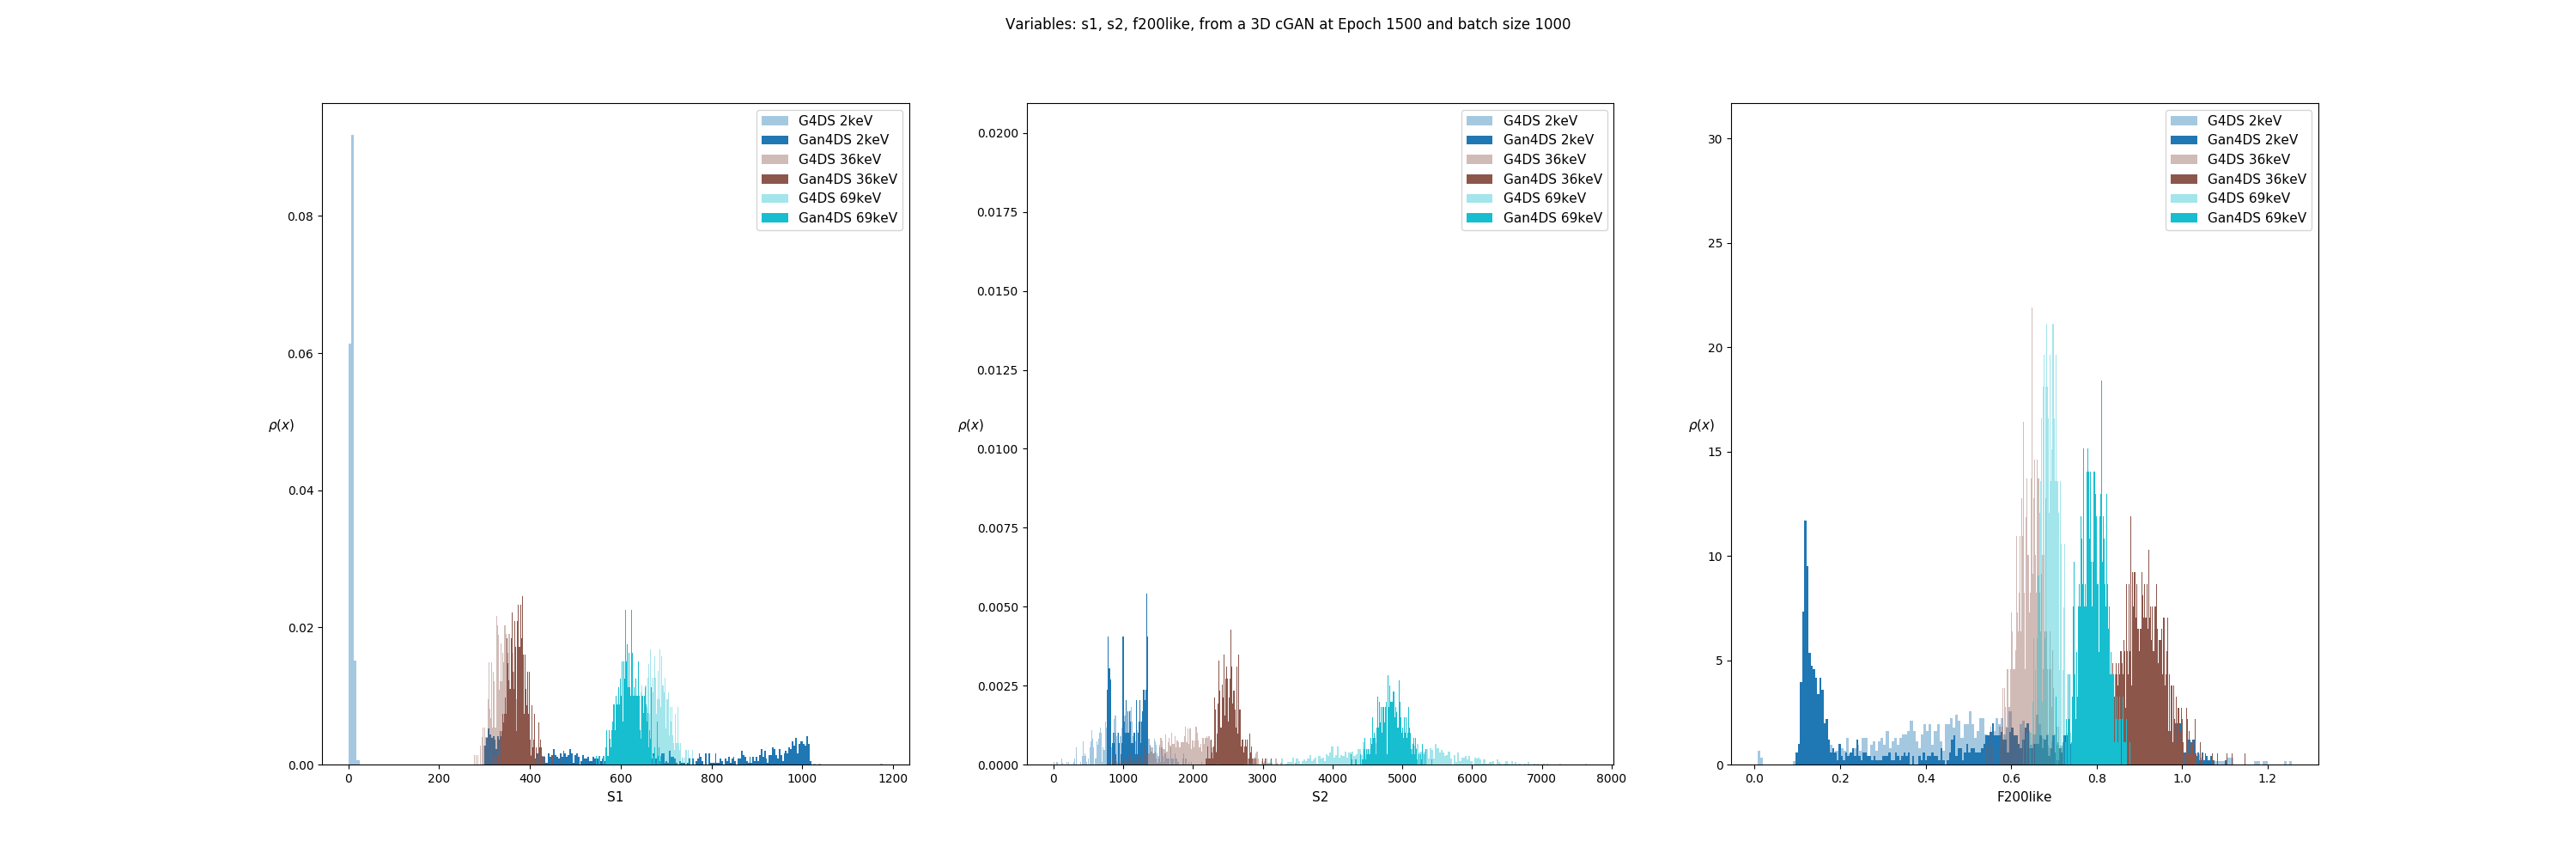 Variables: s1, s2, f200like, from a 3D cGAN at Epoch 1500 and batch size 1000
G4DS 2keV
Gan4DS 2keV
G4DS 36keV
Gan4DS 36keV
G4DS 69keV
Gan4DS 69keV
0.08
0.06
0.04
0.02
0.00
ρ(x)
0 200 400 600 800 1000 1200
S1
G4DS 2keV
Gan4DS 2keV
G4DS 36keV
Gan4DS 36keV
G4DS 69keV
Gan4DS 69keV
0.0200
0.0175
0.0150
0.0125
0.0100
0.0075
0.0050
0.0025
0.0000
ρ(x)
0 1000 2000 3000 4000 5000 6000 7000 8000
S2
G4DS 2keV
Gan4DS 2keV
G4DS 36keV
Gan4DS 36keV
G4DS 69keV
Gan4DS 69keV
30
25
20
15
10
5
0
ρ(x)
0.0 0.2 0.4 0.6 0.8 1.0 1.2
F200like